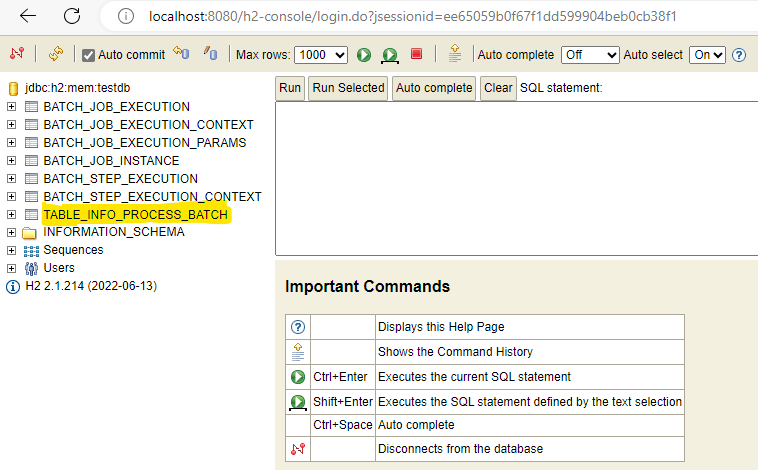 localhost:8080/h2-console/login.do?jsessionid=ee65059b0f67f1dd599904beb0cb38f1
Auto commit Max rows: 1000 Auto complete Off Auto select On
jdbc:h2:mem:testdb
BATCH_JOB_EXECUTION
BATCH_JOB_EXECUTION_CONTEXT
BATCH_JOB_EXECUTION_PARAMS
BATCH_JOB_INSTANCE
BATCH_STEP_EXECUTION
BATCH_STEP_EXECUTION_CONTEXT
TABLE_INFO_PROCESS_BATCH
INFORMATION_SCHEMA
Sequences
Users
H2 2.1.214 (2022-06-13)
Run Run Selected Auto complete Clear SQL statement:
Important Commands
Displays this Help Page
Shows the Command History
Ctrl+Enter Executes the current SQL statement
Shift+Enter Executes the SQL statement defined by the text selection
Ctrl+Space Auto complete
Disconnects from the database